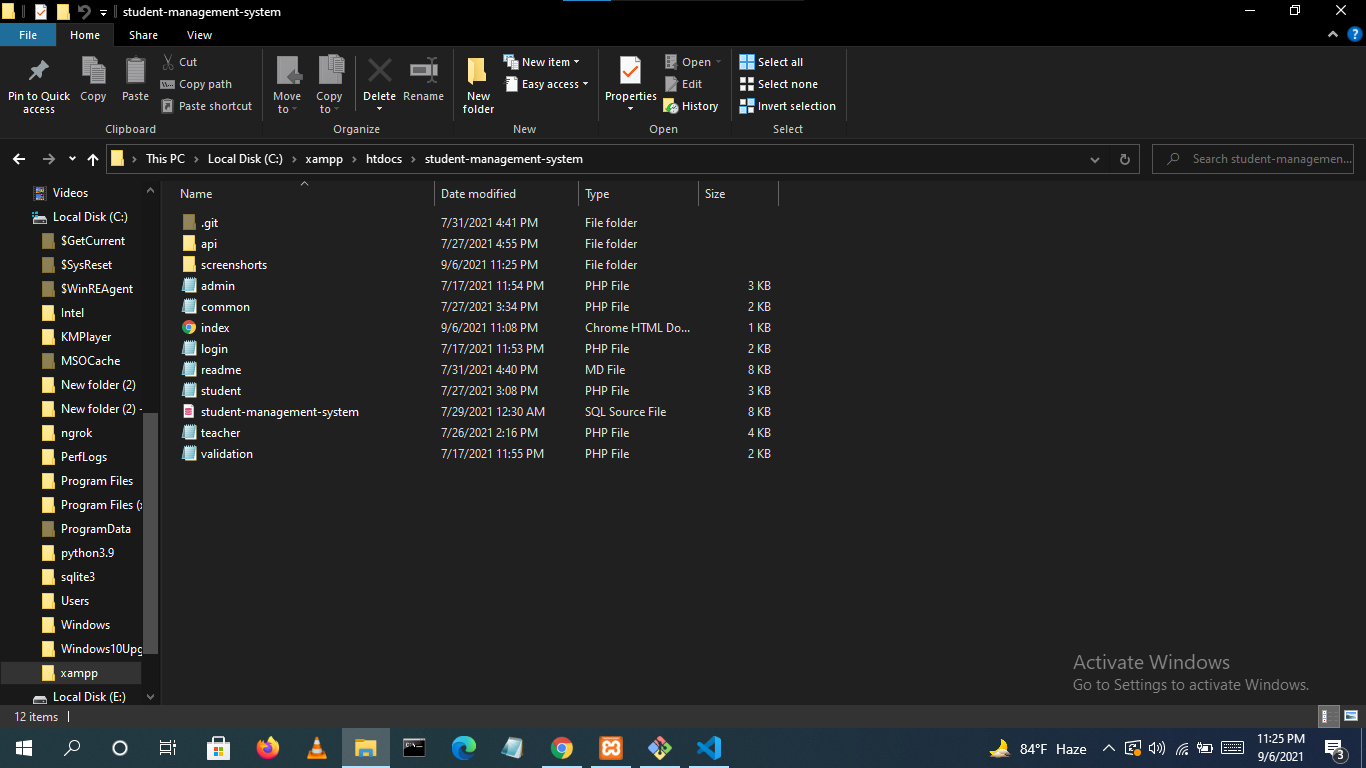 student-management-system
File Home Share View
Pin to Quick access
Copy
Paste
Cut
Copy path
Paste shortcut
Clipboard
Move to
Copy to
Delete
Rename
Organize
New folder
New item
Easy access
New
Properties
Open
Edit
History
Open
Select all
Select none
Invert selection
Select
This PC > Local Disk (C:) > xampp > htdocs > student-management-system
Search student-managemen...
Videos
Local Disk (C:)
$GetCurrent
$SysReset
$WinREAgent
Intel
KMPlayer
MSOCache
New folder (2)
New folder (2) -
ngrok
PerfLogs
Program Files
Program Files (x
ProgramData
python3.9
sqlite3
Users
Windows
Windows10Upg
xampp
Local Disk (E:)
Name Date modified Type Size
.git 7/31/2021 4:41 PM File folder
api 7/27/2021 4:55 PM File folder
screenshorts 9/6/2021 11:25 PM File folder
admin 7/17/2021 11:54 PM PHP File 3 KB
common 7/27/2021 3:34 PM PHP File 2 KB
index 9/6/2021 11:08 PM Chrome HTML Do... 1 KB
login 7/17/2021 11:53 PM PHP File 2 KB
readme 7/31/2021 4:40 PM MD File 8 KB
student 7/27/2021 3:08 PM PHP File 3 KB
student-management-system 7/29/2021 12:30 AM SQL Source File 8 KB
teacher 7/26/2021 2:16 PM PHP File 4 KB
validation 7/17/2021 11:55 PM PHP File 2 KB
Activate Windows
Go to Settings to activate Windows.
12 items
84°F Haze
11:25 PM
9/6/2021
3